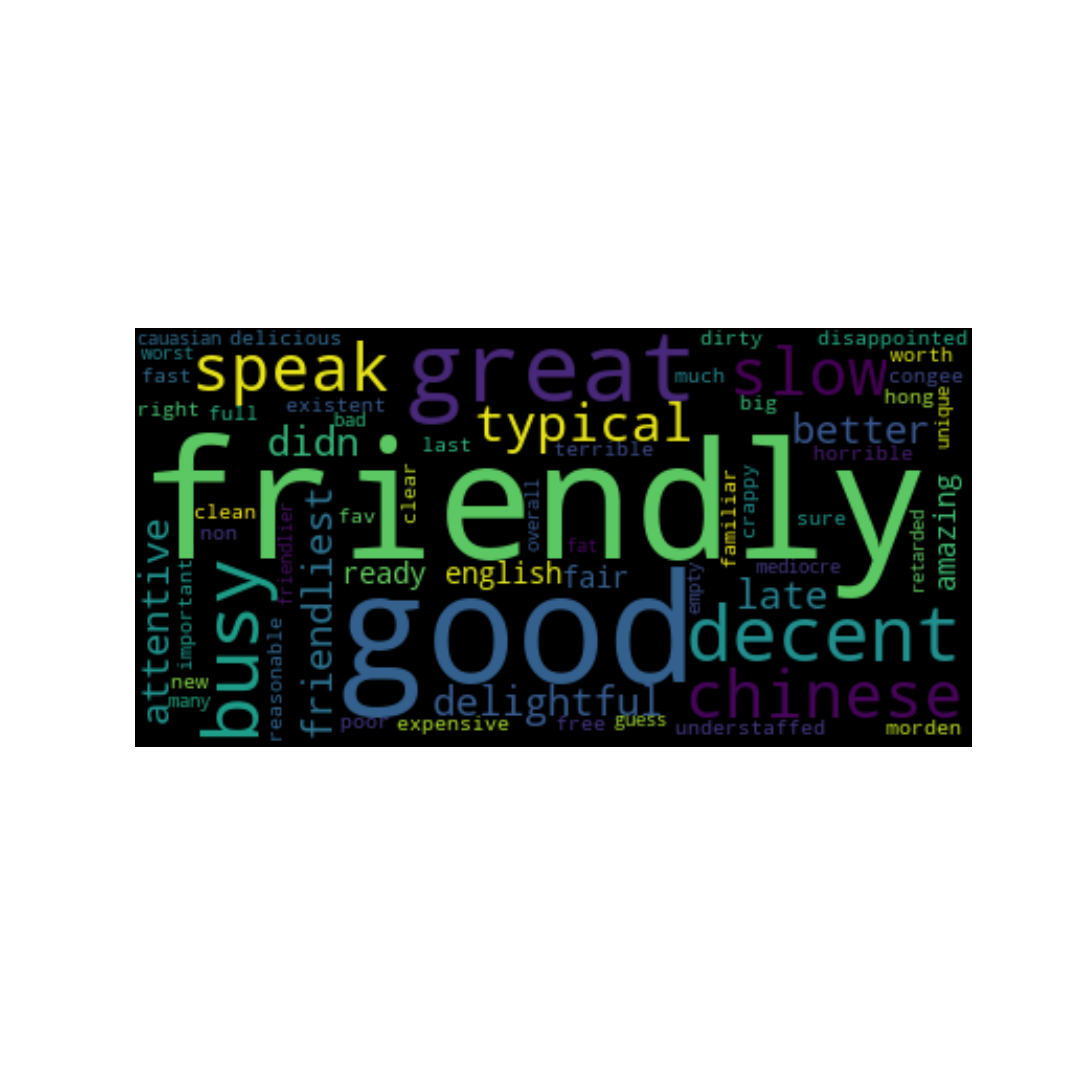 cauasian delicious dirty disappointed
worst speak great slow worth
fast much congee
right full existent typical big hong unique
bad better
didn last terrible horrible
friendly
clean fav clear overall familiar crappy sure amazing
non friendlier fat retarded
attentive important busy friendliest ready english fair empty mediocre
late
good decent
new reasonable delightful chinese
many
poor expensive free guess understaffed morden